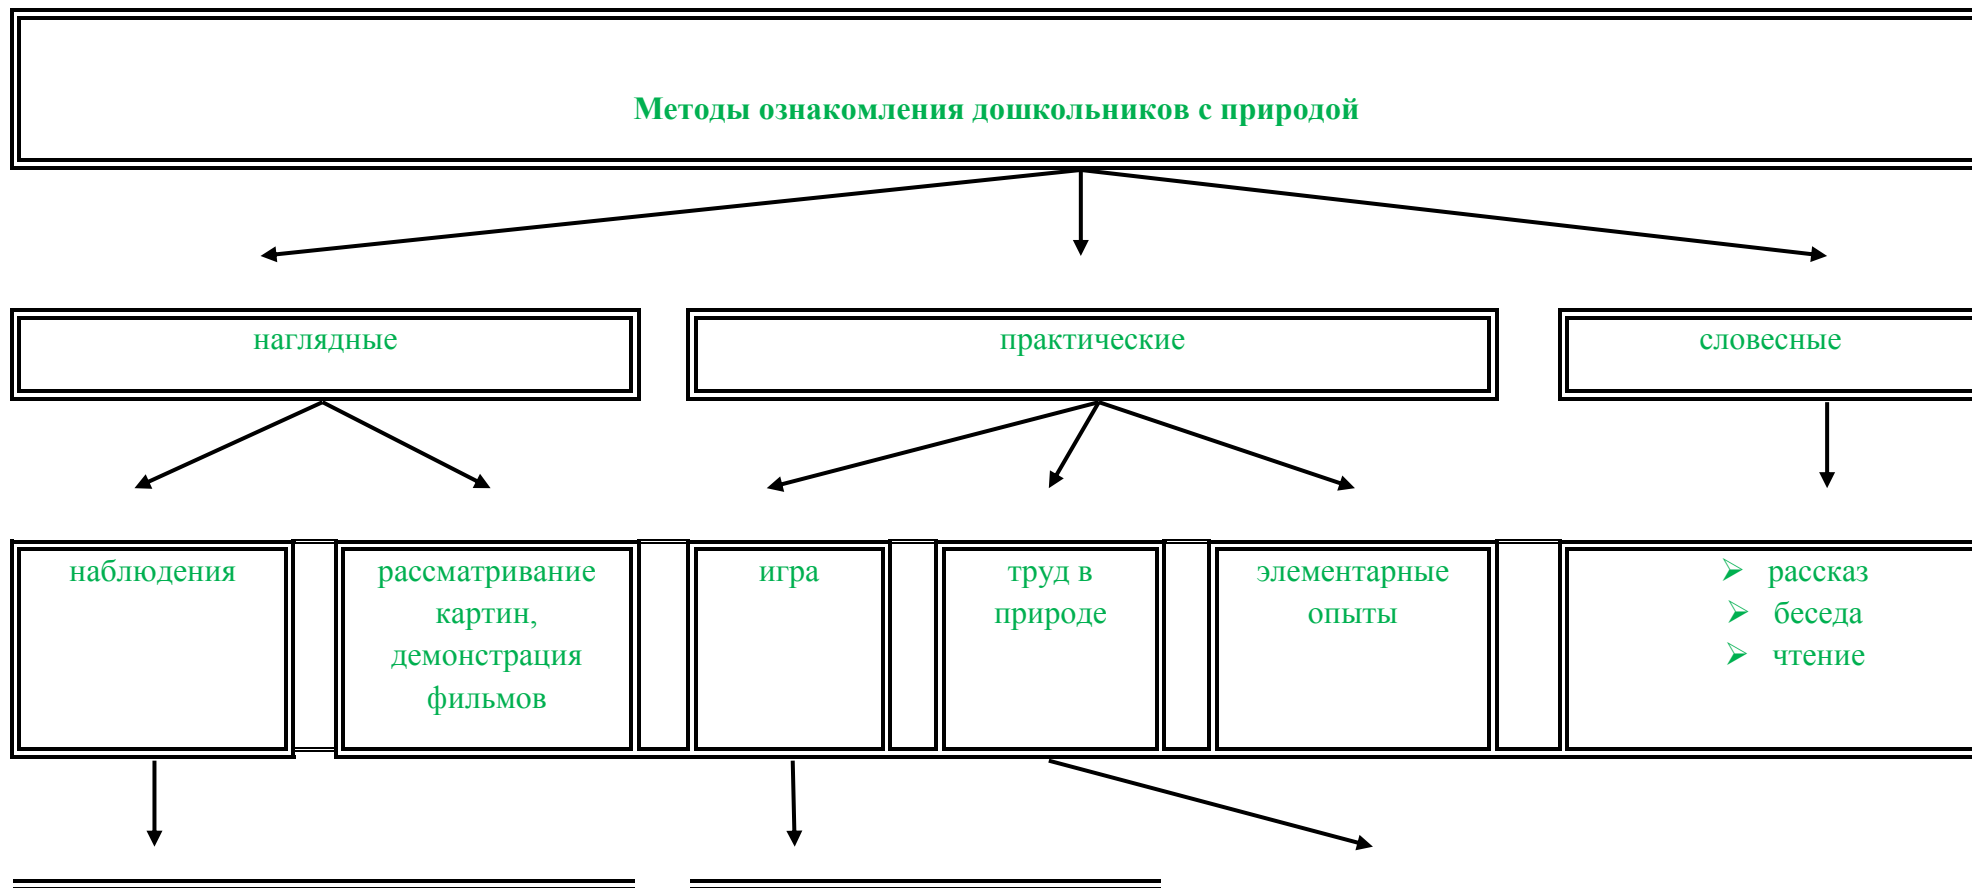 Методы ознакомления дошкольников с природой
наглядные
практические
словесные
наблюдения
рассматривание
картин,
демонстрация
фильмов
игра
труд в
природе
элементарные
опыты
➢ рассказ
➢ беседа
➢ чтение